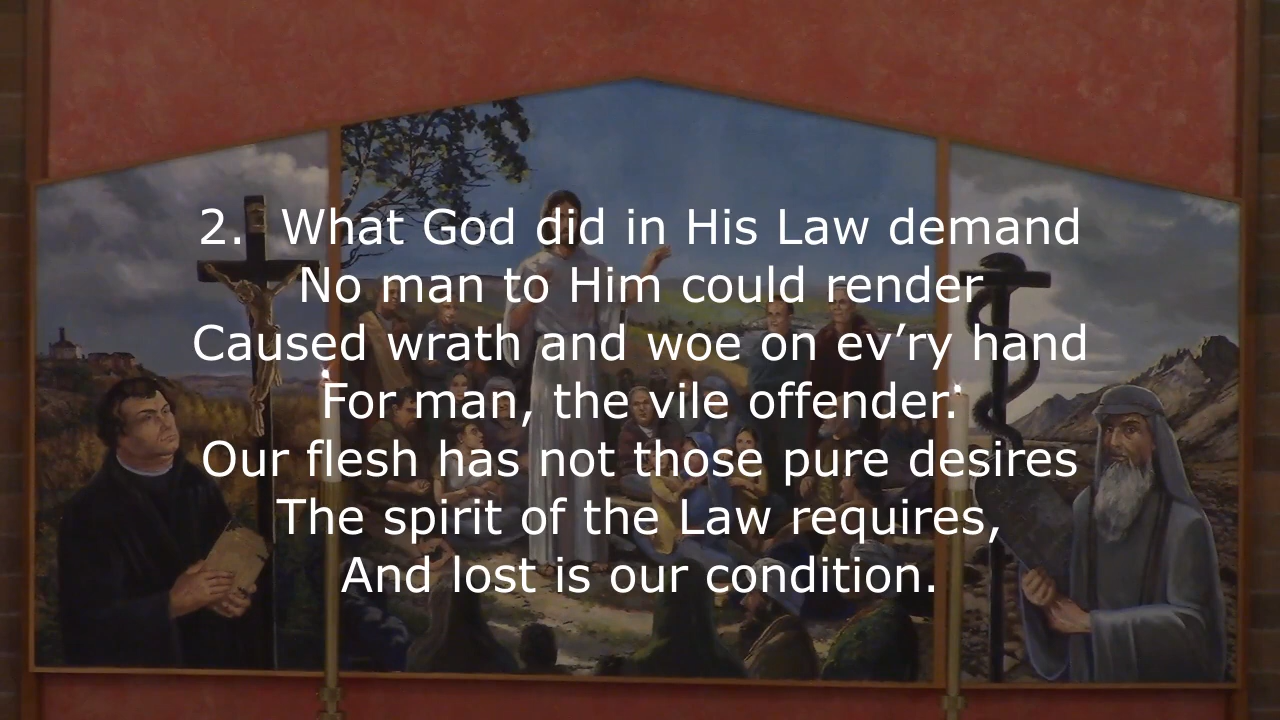 2.  What God did in His Law demand
No man to Him could render
Caused wrath and woe on ev’ry hand
For man, the vile offender.
Our flesh has not those pure desires
The spirit of the Law requires,
And lost is our condition.